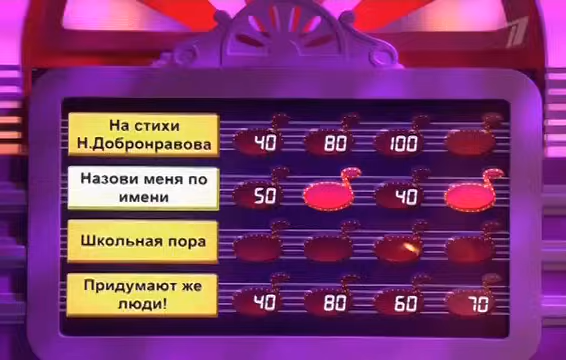 На стихи
Н.Добронравова
40 80 100
Назови меня по
имени
50 40
Школьная пора
Придумают же
люди!
40 80 60 70
1